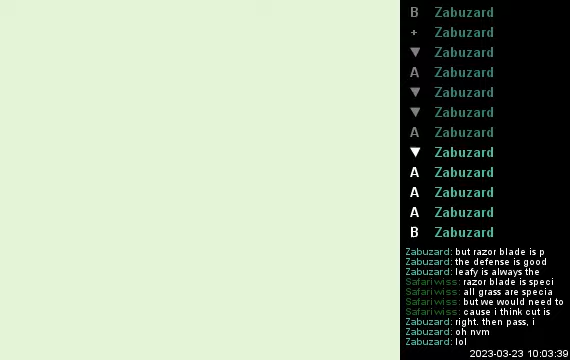 B Zabuzard
+ Zabuzard
▼ Zabuzard
A Zabuzard
▼ Zabuzard
▼ Zabuzard
A Zabuzard
▼ Zabuzard
A Zabuzard
A Zabuzard
A Zabuzard
B Zabuzard
Zabuzard: but razor blade is p
Zabuzard: the defense is good
Zabuzard: leafy is always the
Safariwiss: razor blade is speci
Safariwiss: all grass are specia
Safariwiss: but we would need to
Safariwiss: cause i think cut is
Zabuzard: right. then pass, i
Zabuzard: oh nvm
Zabuzard: lol
2023-03-23 10:03:39